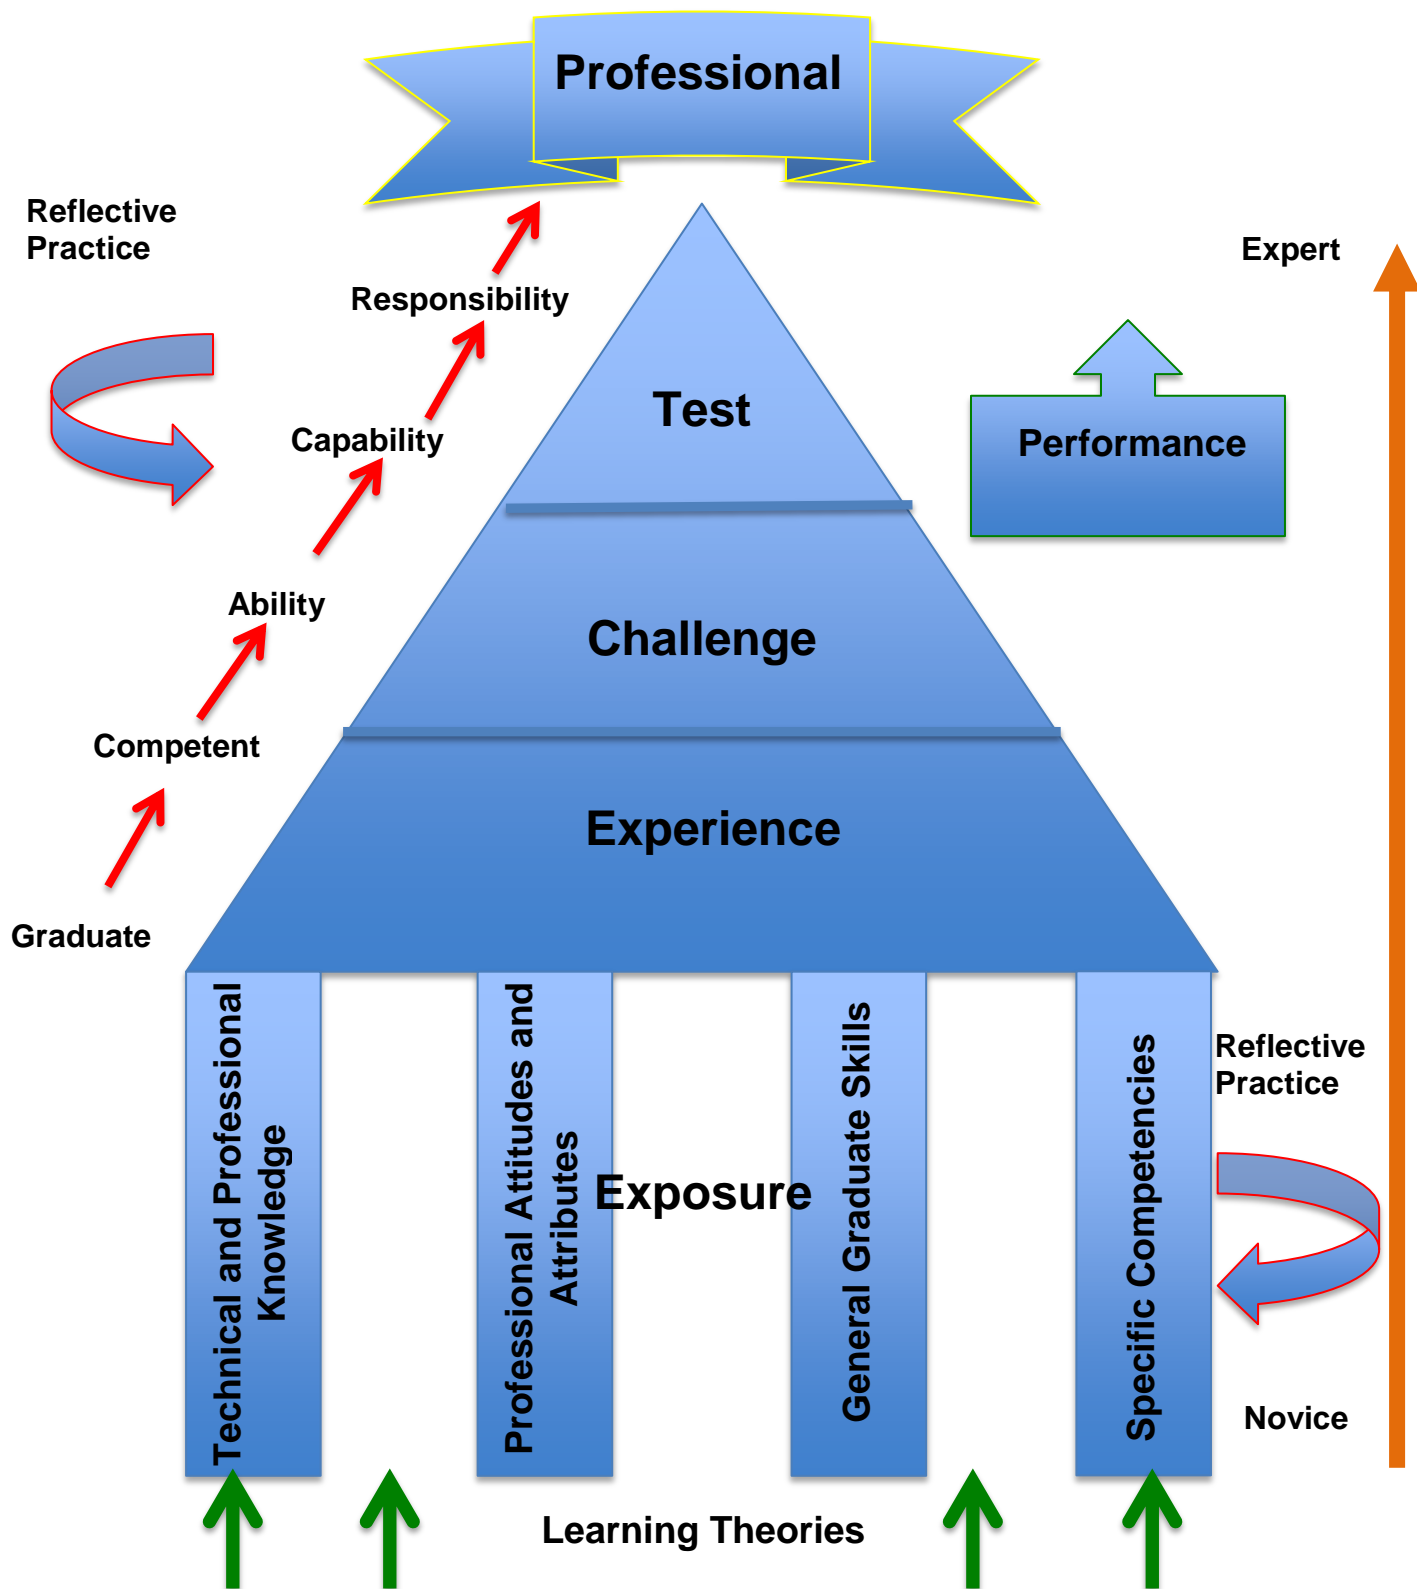 Professional
Reflective
Practice
Expert
Responsibility
Test
Capability
Performance
Ability
Challenge
Competent
Experience
Graduate
Technical and Professional
Knowledge
Professional Attitudes and
Attributes
Exposure
General Graduate Skills
Specific Competencies
Reflective
Practice
Novice
Learning Theories